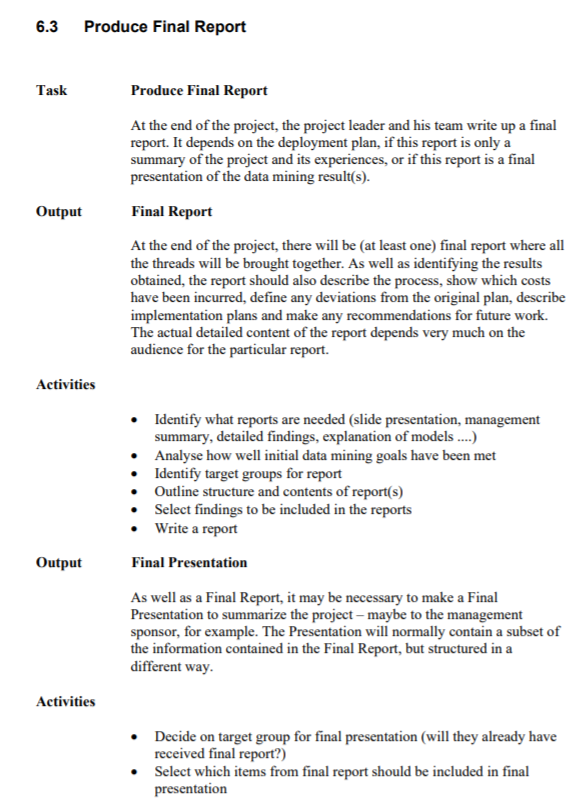 6.3 Produce Final Report
Task Produce Final Report
At the end of the project, the project leader and his team write up a final
report. It depends on the deployment plan, if this report is only a
summary of the project and its experiences, or if this report is a final
presentation of the data mining result(s).
Output Final Report
At the end of the project, there will be (at least one) final report where all
the threads will be brought together. As well as identifying the results
obtained, the report should also describe the process, show which costs
have been incurred, define any deviations from the original plan, describe
implementation plans and make any recommendations for future work.
The actual detailed content of the report depends very much on the
audience for the particular report.
Activities
• Identify what reports are needed (slide presentation, management
summary, detailed findings, explanation of models ....)
• Analyse how well initial data mining goals have been met
• Identify target groups for report
• Outline structure and contents of report(s)
• Select findings to be included in the reports
• Write a report
Output Final Presentation
As well as a Final Report, it may be necessary to make a Final
Presentation to summarize the project – maybe to the management
sponsor, for example. The Presentation will normally contain a subset of
the information contained in the Final Report, but structured in a
different way.
Activities
• Decide on target group for final presentation (will they already have
received final report?)
• Select which items from final report should be included in final
presentation